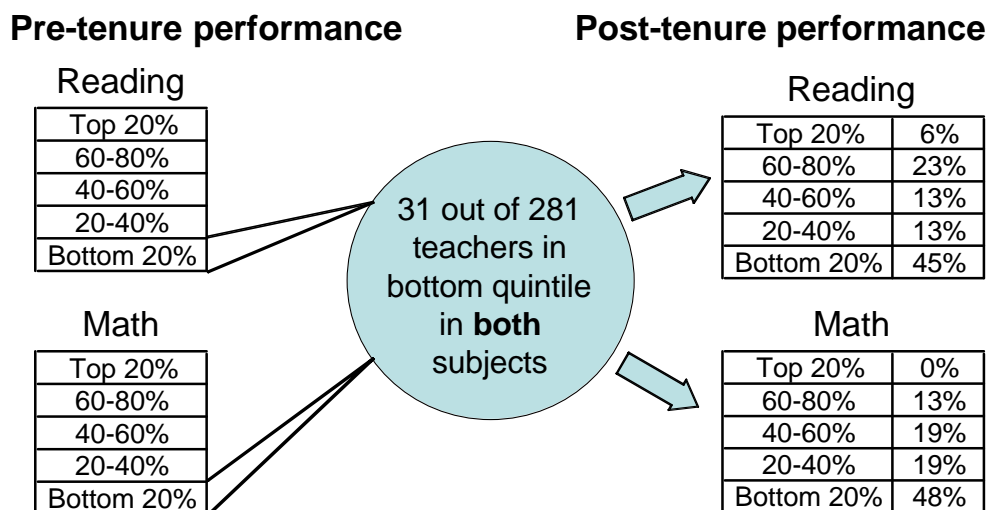 Pre-tenure performance
Reading
Top 20%
60-80%
40-60%
20-40%
Bottom 20%
Math
Top 20%
60-80%
40-60%
20-40%
Bottom 20%
31 out of 281
teachers in
bottom quintile
in both
subjects
Post-tenure performance
Reading
Top 20% 6%
60-80% 23%
40-60% 13%
20-40% 13%
Bottom 20% 45%
Math
Top 20% 0%
60-80% 13%
40-60% 19%
20-40% 19%
Bottom 20% 48%